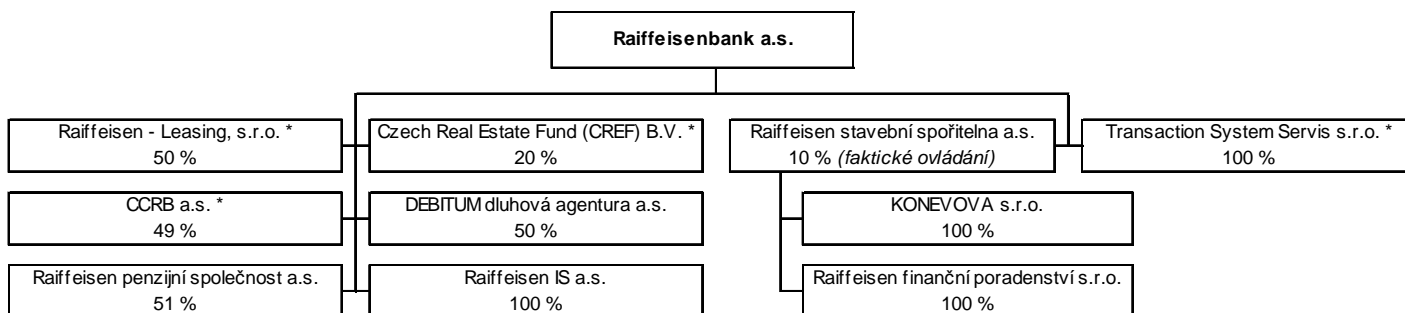 Raiffeisenbank a.s.
Raiffeisen - Leasing, s.r.o. *
50 %
Czech Real Estate Fund (CREF) B.V. *
20 %
Raiffeisen stavební spořitelna a.s.
10 % (faktické ovládání)
Transaction System Servis s.r.o. *
100 %
CCRB a.s. *
49 %
DEBITUM dluhová agentura a.s.
50 %
KONEVOVA s.r.o.
100 %
Raiffeisen penzijní společnost a.s.
51 %
Raiffeisen IS a.s.
100 %
Raiffeisen finanční poradenství s.r.o.
100 %